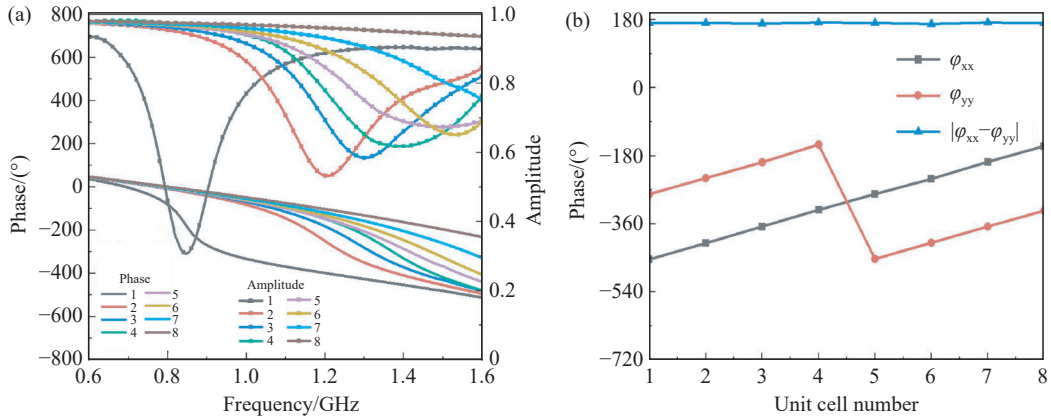 (a)
800
600
400
200
0
−200
−400
−600
−800
Phase/(°)
1.0
0.8
0.6
0.4
0.2
0
Amplitude
Phase
1 5
2 6
3 7
4 8
Amplitude
1 5
2 6
3 7
4 8
0.6 0.8 1.0 1.2 1.4 1.6
Frequency/GHz
(b)
180
0
−180
−360
−540
−720
Phase/(°)
φxx
φyy
|φxx−φyy|
1 2 3 4 5 6 7 8
Unit cell number